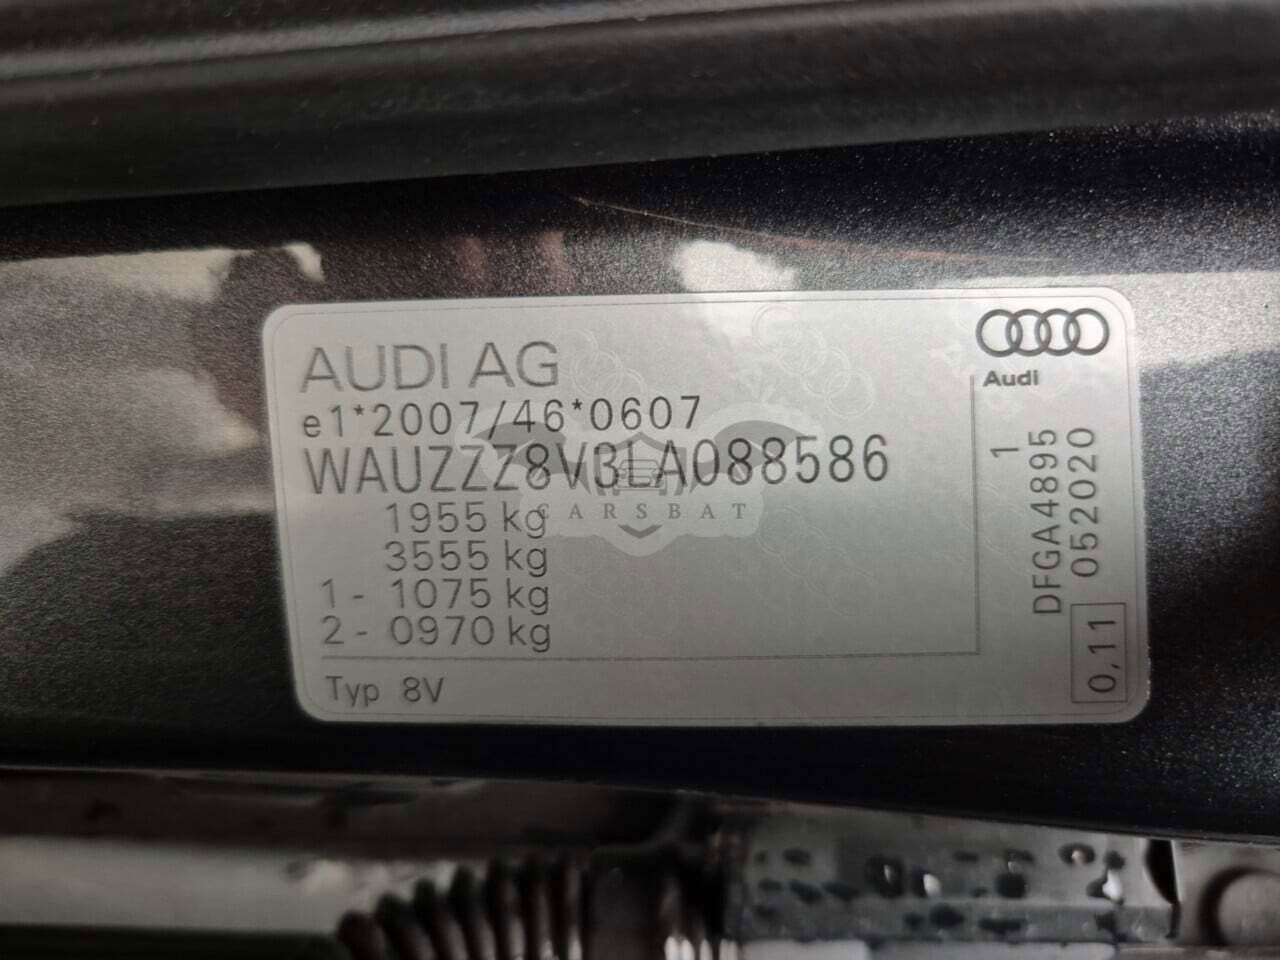 AUDI AG
e1*2007/46*0607
WAUZZZ8V3LA088586
1955 kg
3555 kg
1 - 1075 kg
2 - 0970 kg
Typ 8V
Audi
1
DFGA4895
052020
0,11
CARSBAT